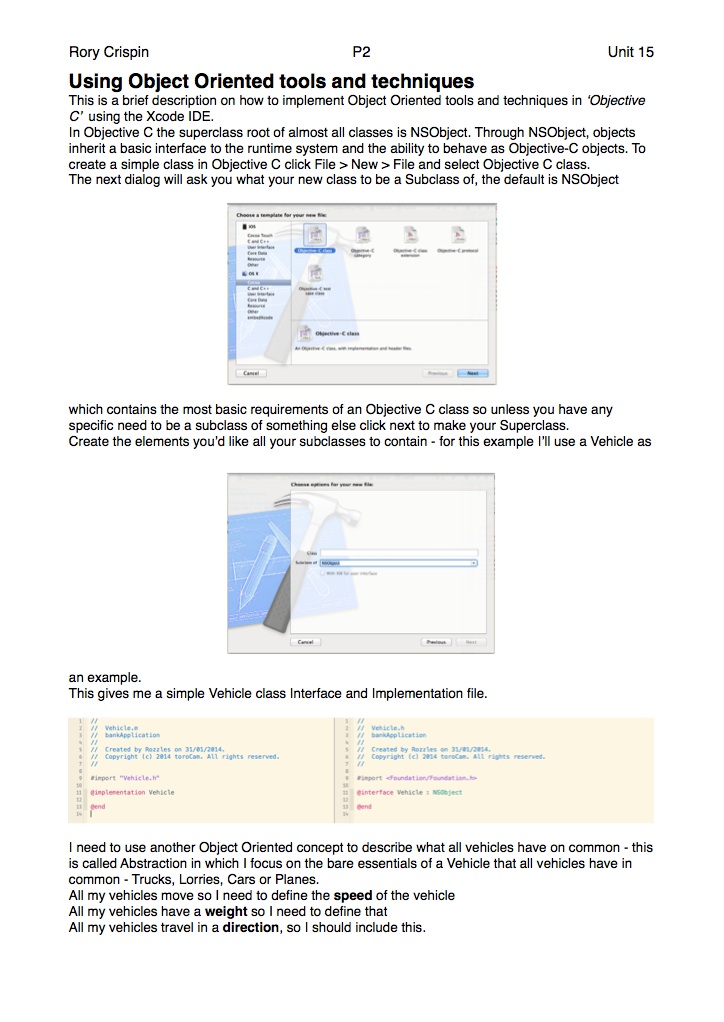 Rory Crispin P2 Unit 15
Using Object Oriented tools and techniques
This is a brief description on how to implement Object Oriented tools and techniques in 'Objective
C' using the Xcode IDE.
In Objective C the superclass root of almost all classes is NSObject. Through NSObject, objects
inherit a basic interface to the runtime system and the ability to behave as Objective-C objects. To
create a simple class in Objective C click File > New > File and select Objective C class.
The next dialog will ask you what your new class to be a Subclass of, the default is NSObject
Choose a template for your new file:
iOS
Cocoa Touch
C and C++
User Interface
Core Data
Resource
Other
OS X
Cocoa
C and C++
User Interface
Core Data
Resource
Other
Objective-C class
Objective-C category
Objective-C class extension
Objective-C protocol
Objective-C test case class
Objective-C class
An Objective-C class, with implementation and header files.
Cancel Previous Next
which contains the most basic requirements of an Objective C class so unless you have any
specific need to be a subclass of something else click next to make your Superclass.
Create the elements you'd like all your subclasses to contain - for this example I'll use a Vehicle as
Choose options for your new file:
Class
Subclass of NSObject
With XIB for user interface
Cancel Previous Next
an example.
This gives me a simple Vehicle class Interface and Implementation file.
1 //
2 // Vehicle.m
3 // bankApplication
4 //
5 // Created by Rozzles on 31/01/2014.
6 // Copyright (c) 2014 toroCam. All rights reserved.
7 //
8
9 #import "Vehicle.h"
10
11 @implementation Vehicle
12
13 @end
14
1 //
2 // Vehicle.h
3 // bankApplication
4 //
5 // Created by Rozzles on 31/01/2014.
6 // Copyright (c) 2014 toroCam. All rights reserved.
7 //
8
9 #import <Foundation/Foundation.h>
10
11 @interface Vehicle : NSObject
12
13 @end
14
I need to use another Object Oriented concept to describe what all vehicles have on common - this
is called Abstraction in which I focus on the bare essentials of a Vehicle that all vehicles have in
common - Trucks, Lorries, Cars or Planes.
All my vehicles move so I need to define the speed of the vehicle
All my vehicles have a weight so I need to define that
All my vehicles travel in a direction, so I should include this.